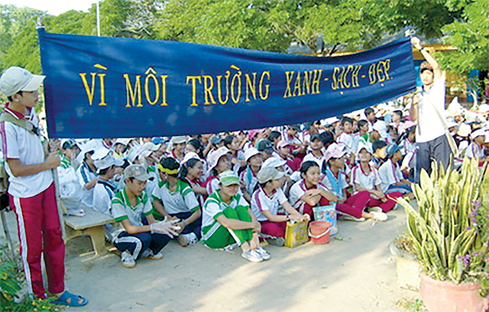 VÌ MÔI TRƯỜNG XANH - SẠCH - ĐẸP.